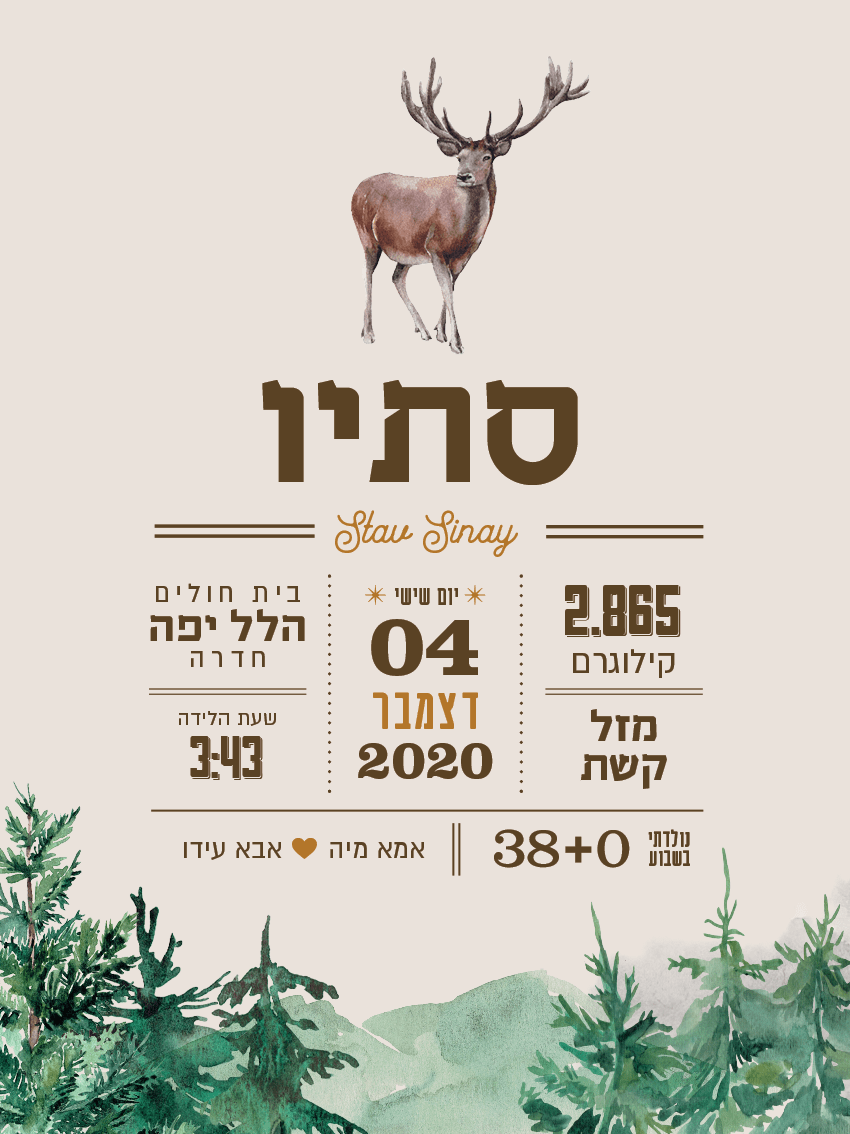 סתיו
Stav Sinay
2.865
קילוגרם
מזל
קשת
יום שישי
04
דצמבר
2020
בית חולים
הלל יפה
חדרה
שעת הלידה
3:43
נולדתי
בשבוע
38+0
אמא מיה ♥ אבא עידו